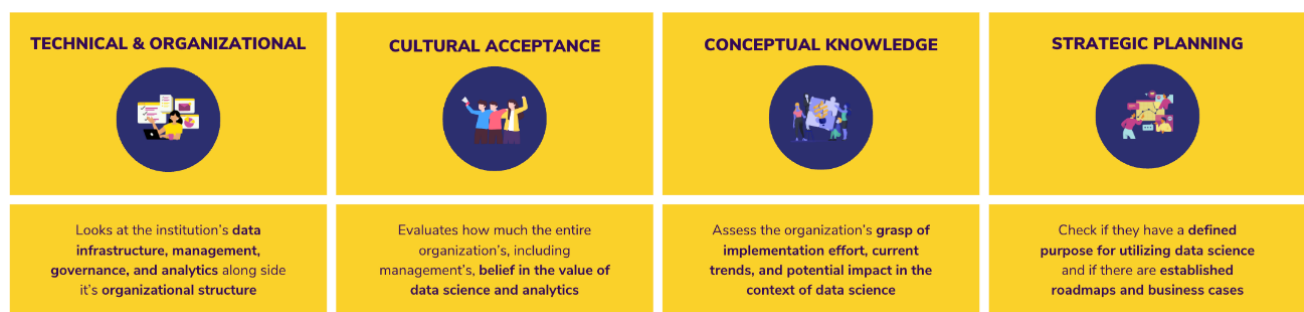 TECHNICAL & ORGANIZATIONAL
Looks at the institution's data
infrastructure, management,
governance, and analytics along side
it's organizational structure
CULTURAL ACCEPTANCE
Evaluates how much the entire
organization's, including
management's, belief in the value of
data science and analytics
CONCEPTUAL KNOWLEDGE
Assess the organization's grasp of
implementation effort, current
trends, and potential impact in the
context of data science
STRATEGIC PLANNING
Check if they have a defined
purpose for utilizing data science
and if there are established
roadmaps and business cases